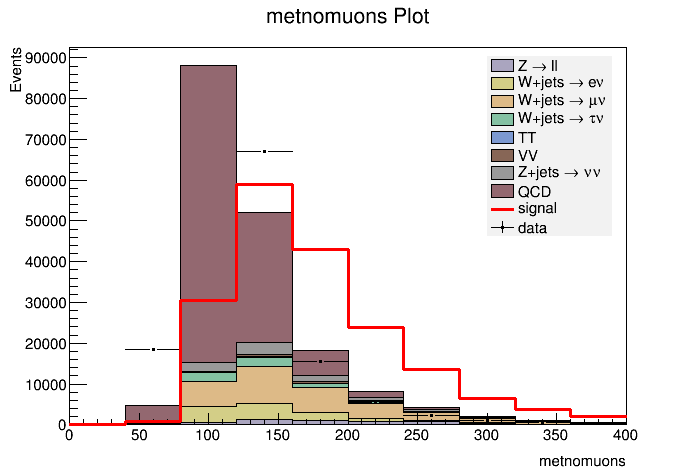 metnomuons Plot
Events
90000
80000
70000
60000
50000
40000
30000
20000
10000
0
0 50 100 150 200 250 300 350 400
metnomuons
Z → ll
W+jets → eν
W+jets → μν
W+jets → τν
TT
VV
Z+jets → νν
QCD
signal
data